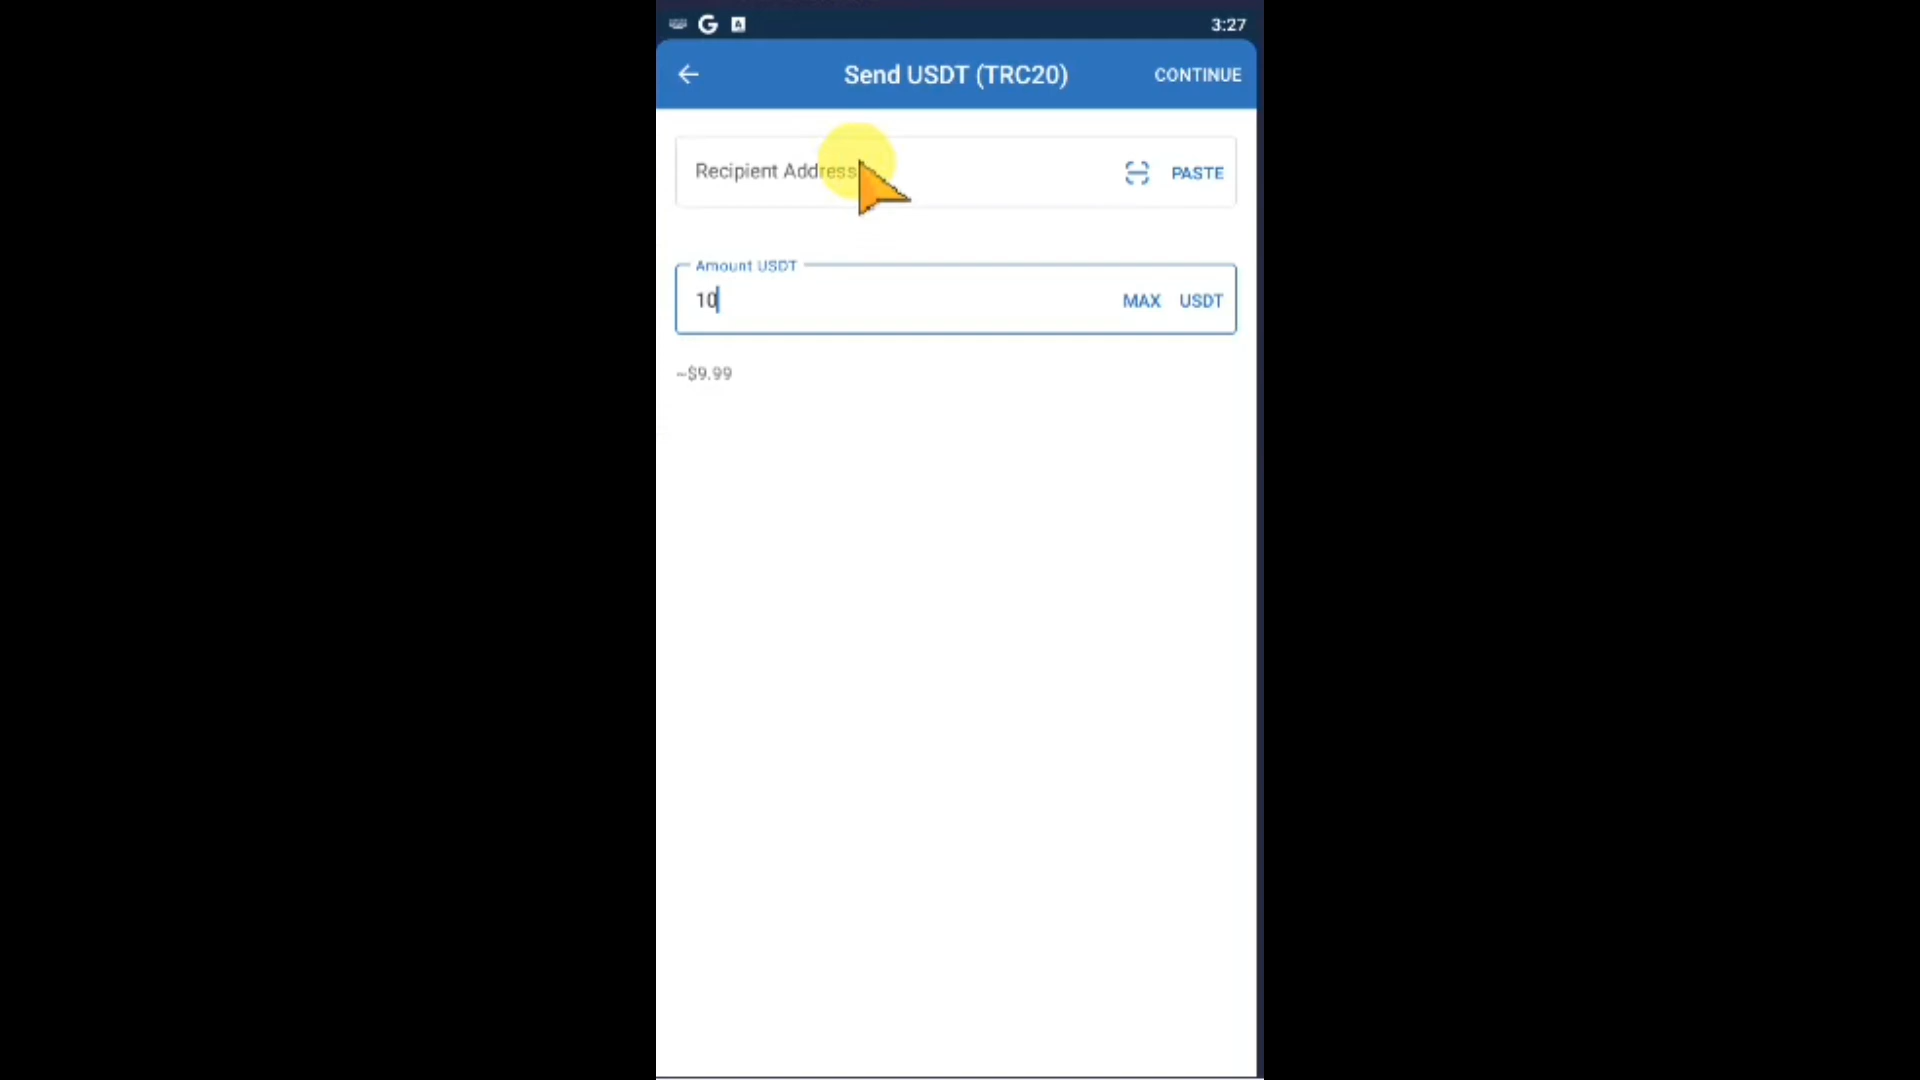 3:27
Send USDT (TRC20) CONTINUE
Recipient Address PASTE
Amount USDT
10 MAX USDT
~$9.99